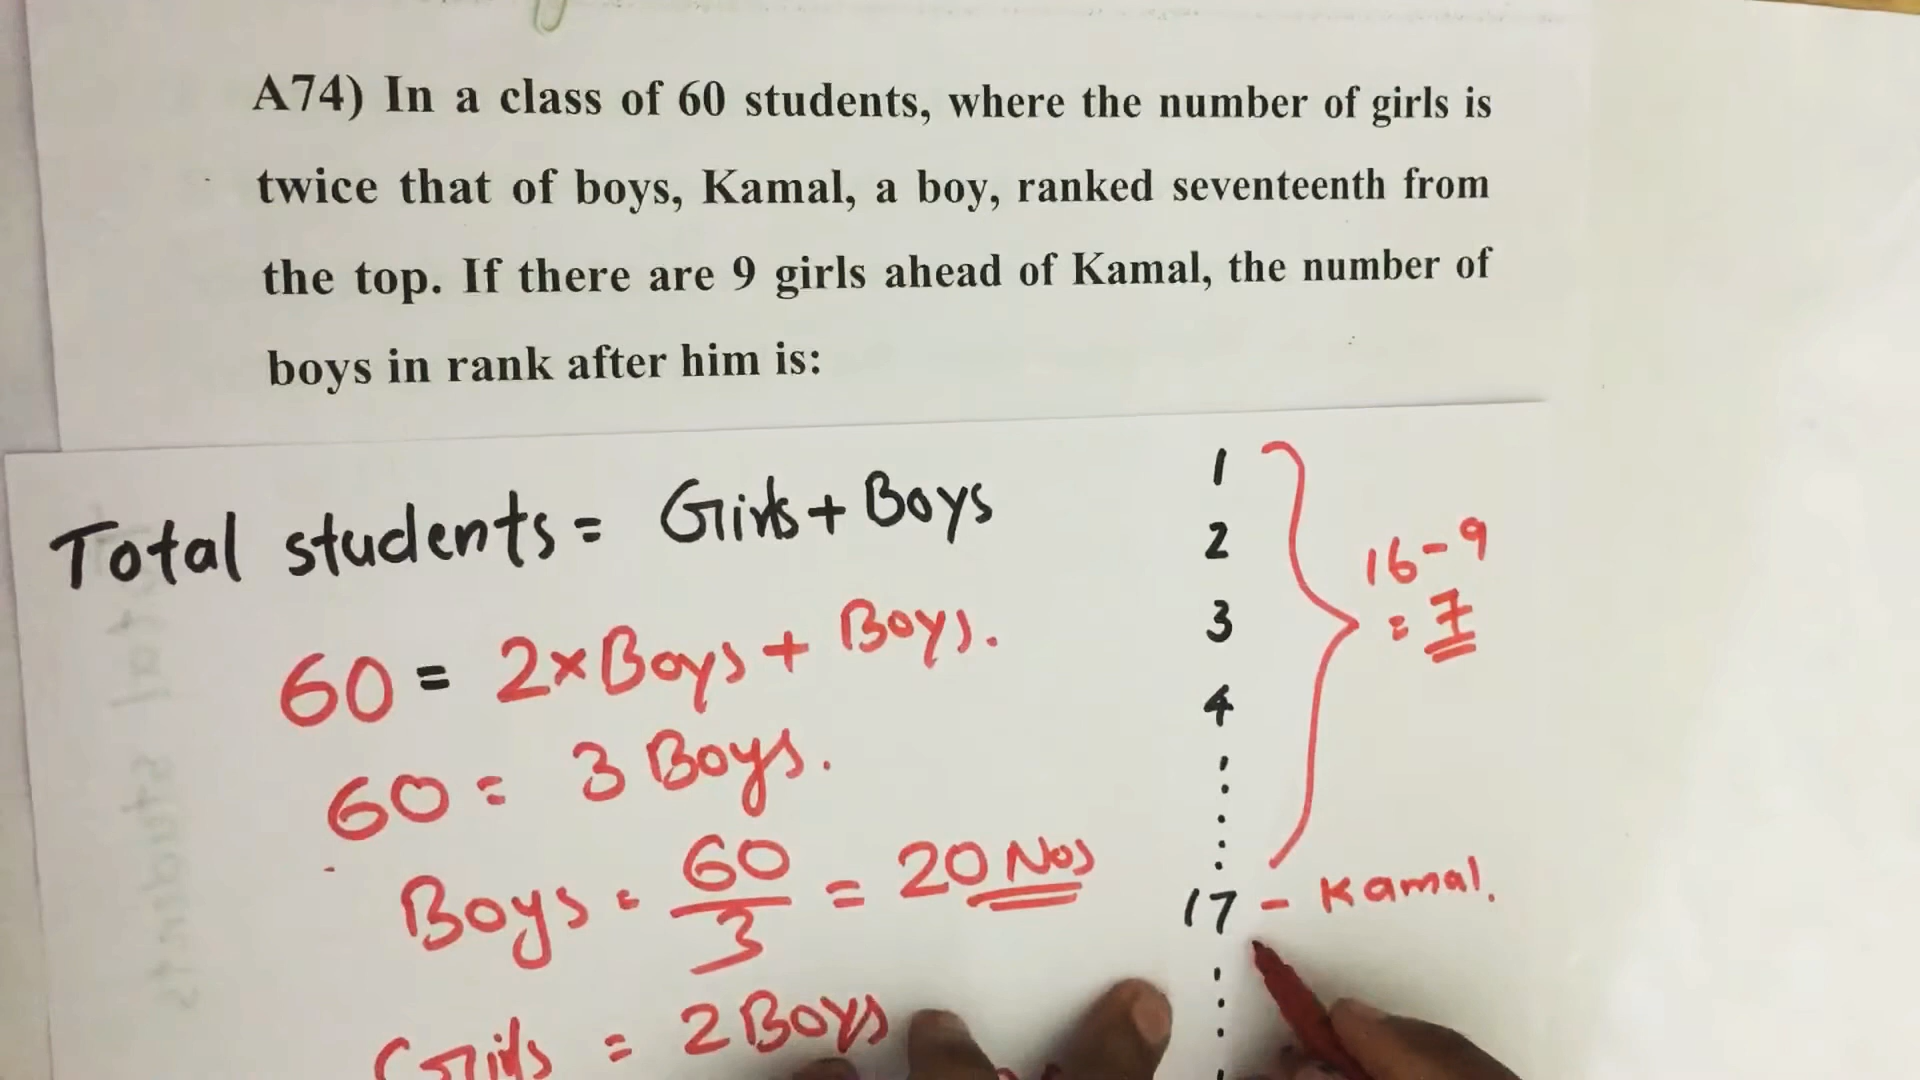 A74) In a class of 60 students, where the number of girls is
twice that of boys, Kamal, a boy, ranked seventeenth from
the top. If there are 9 girls ahead of Kamal, the number of
boys in rank after him is:
Total students = Girls + Boys
60 = 2×Boys + Boys.
60 = 3 Boys.
Boys = 60/3 = 20 Nos
Girls = 2 Boys
1
2
3
4
17 - Kamal.
16-9
= 7